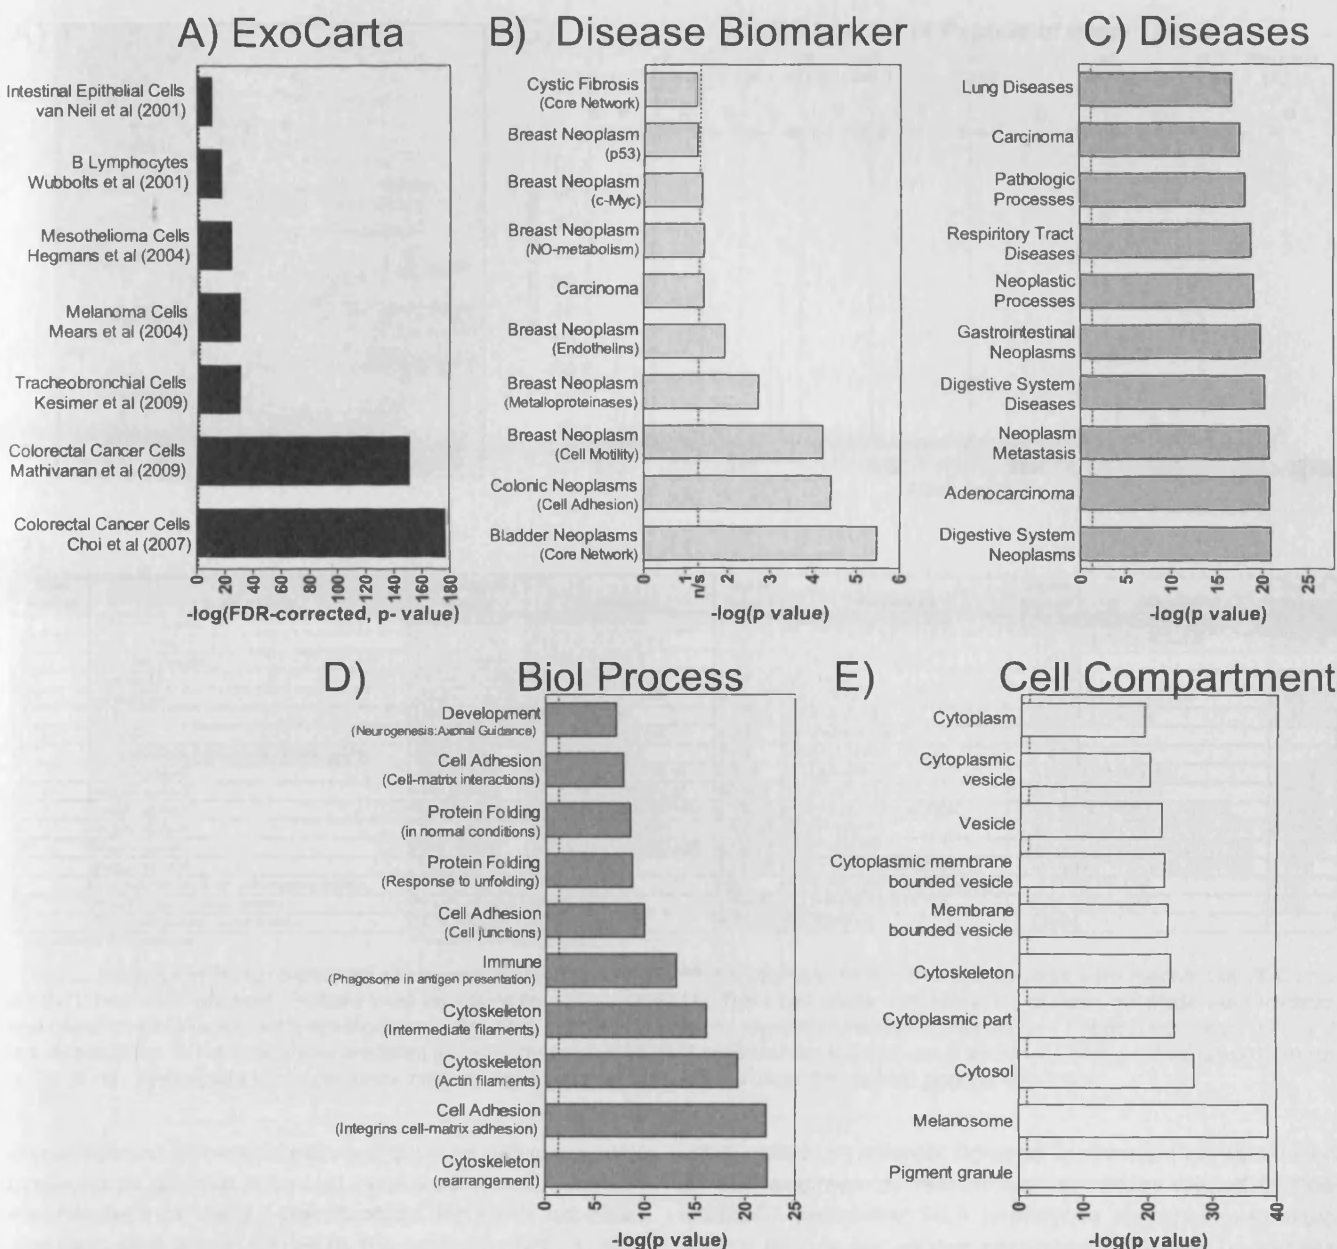 A) ExoCarta
Intestinal Epithelial Cells
van Neil et al (2001)
B Lymphocytes
Wubbolts et al (2001)
Mesothelioma Cells
Hegmans et al (2004)
Melanoma Cells
Mears et al (2004)
Tracheobronchial Cells
Kesimer et al (2009)
Colorectal Cancer Cells
Mathivanan et al (2009)
Colorectal Cancer Cells
Choi et al (2007)
0 20 40 60 80 100 120 140 160 180
-log(FDR-corrected, p- value)
B) Disease Biomarker
Cystic Fibrosis
(Core Network)
Breast Neoplasm
(p53)
Breast Neoplasm
(c-Myc)
Breast Neoplasm
(NO-metabolism)
Carcinoma
Breast Neoplasm
(Endothelins)
Breast Neoplasm
(Metalloproteinases)
Breast Neoplasm
(Cell Motility)
Colonic Neoplasms
(Cell Adhesion)
Bladder Neoplasms
(Core Network)
0 1 n/s 2 3 4 5 6
-log(p value)
C) Diseases
Lung Diseases
Carcinoma
Pathologic
Processes
Respiritory Tract
Diseases
Neoplastic
Processes
Gastrointestinal
Neoplasms
Digestive System
Diseases
Neoplasm
Metastasis
Adenocarcinoma
Digestive System
Neoplasms
0 5 10 15 20 25
-log(p value)
D) Biol Process
Development
(Neurogenesis:Axonal Guidance)
Cell Adhesion
(Cell-matrix interactions)
Protein Folding
(in normal conditions)
Protein Folding
(Response to unfolding)
Cell Adhesion
(Cell junctions)
Immune
(Phagosome in antigen presentation)
Cytoskeleton
(Intermediate filaments)
Cytoskeleton
(Actin filaments)
Cell Adhesion
(Integrins cell-matrix adhesion)
Cytoskeleton
(rearrangement)
0 5 10 15 20 25
-log(p value)
E) Cell Compartment
Cytoplasm
Cytoplasmic
vesicle
Vesicle
Cytoplasmic membrane
bounded vesicle
Membrane
bounded vesicle
Cytoskeleton
Cytoplasmic part
Cytosol
Melanosome
Pigment granule
0 10 20 30 40
-log(p value)